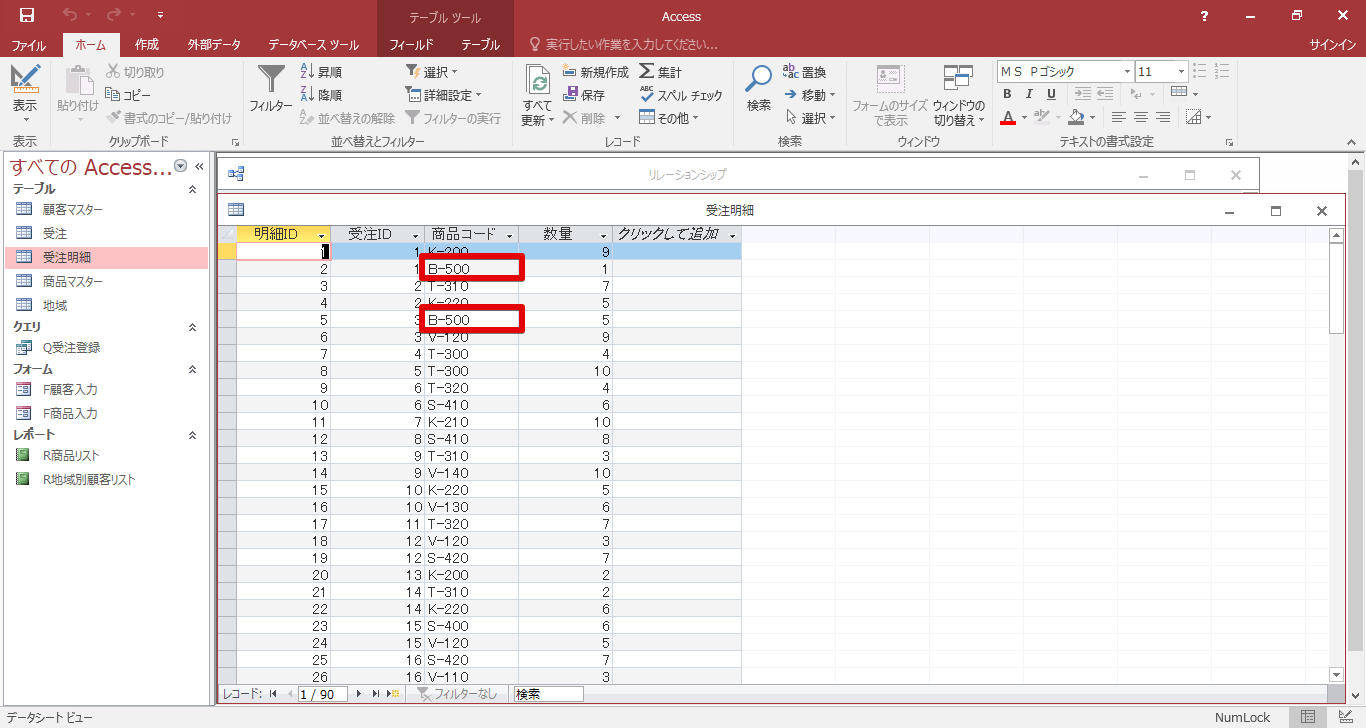 テーブル ツール
Access
ファイル ホーム 作成 外部データ データベース ツール フィールド テーブル 実行したい作業を入力してください... サインイン
表示
貼り付け
切り取り
コピー
書式のコピー/貼り付け
フィルター
昇順
降順
並べ替えの解除
選択
詳細設定
フィルターの実行
すべて更新
新規作成
保存
削除
集計
スペル チェック
その他
検索
置換
移動
選択
フォームのサイズで表示
ウィンドウの切り替え
MS Pゴシック 11
B I U
表示 クリップボード 並べ替えとフィルター レコード 検索 ウィンドウ テキストの書式設定
すべての Access...
テーブル
顧客マスター
受注
受注明細
商品マスター
地域
クエリ
Q受注登録
フォーム
F顧客入力
F商品入力
レポート
R商品リスト
R地域別顧客リスト
リレーションシップ
受注明細
明細ID 受注ID 商品コード 数量 クリックして追加
1 1 K-200 9
2 1 B-500 1
3 2 T-310 7
4 2 K-220 5
5 3 B-500 5
6 3 V-120 9
7 4 T-300 4
8 5 T-300 10
9 6 T-320 4
10 6 S-410 6
11 7 K-210 10
12 8 S-410 8
13 9 T-310 3
14 9 V-140 10
15 10 K-220 5
16 10 V-130 6
17 11 T-320 7
18 12 V-120 3
19 12 S-420 7
20 13 K-200 2
21 14 T-310 2
22 14 K-220 6
23 15 S-400 6
24 15 V-120 5
25 16 S-420 7
26 16 V-110 3
レコード: 1 / 90 フィルターなし 検索
データシート ビュー NumLock